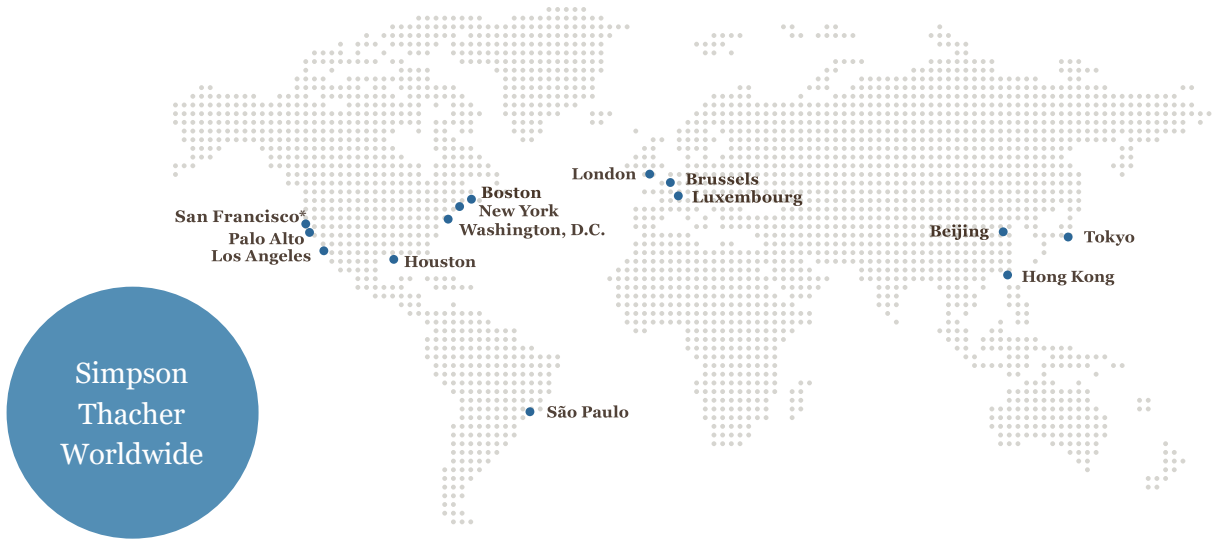 London
Brussels
Luxembourg
Boston
New York
Washington, D.C.
San Francisco*
Palo Alto
Los Angeles
Houston
Beijing
Tokyo
Hong Kong
São Paulo
Simpson
Thacher
Worldwide